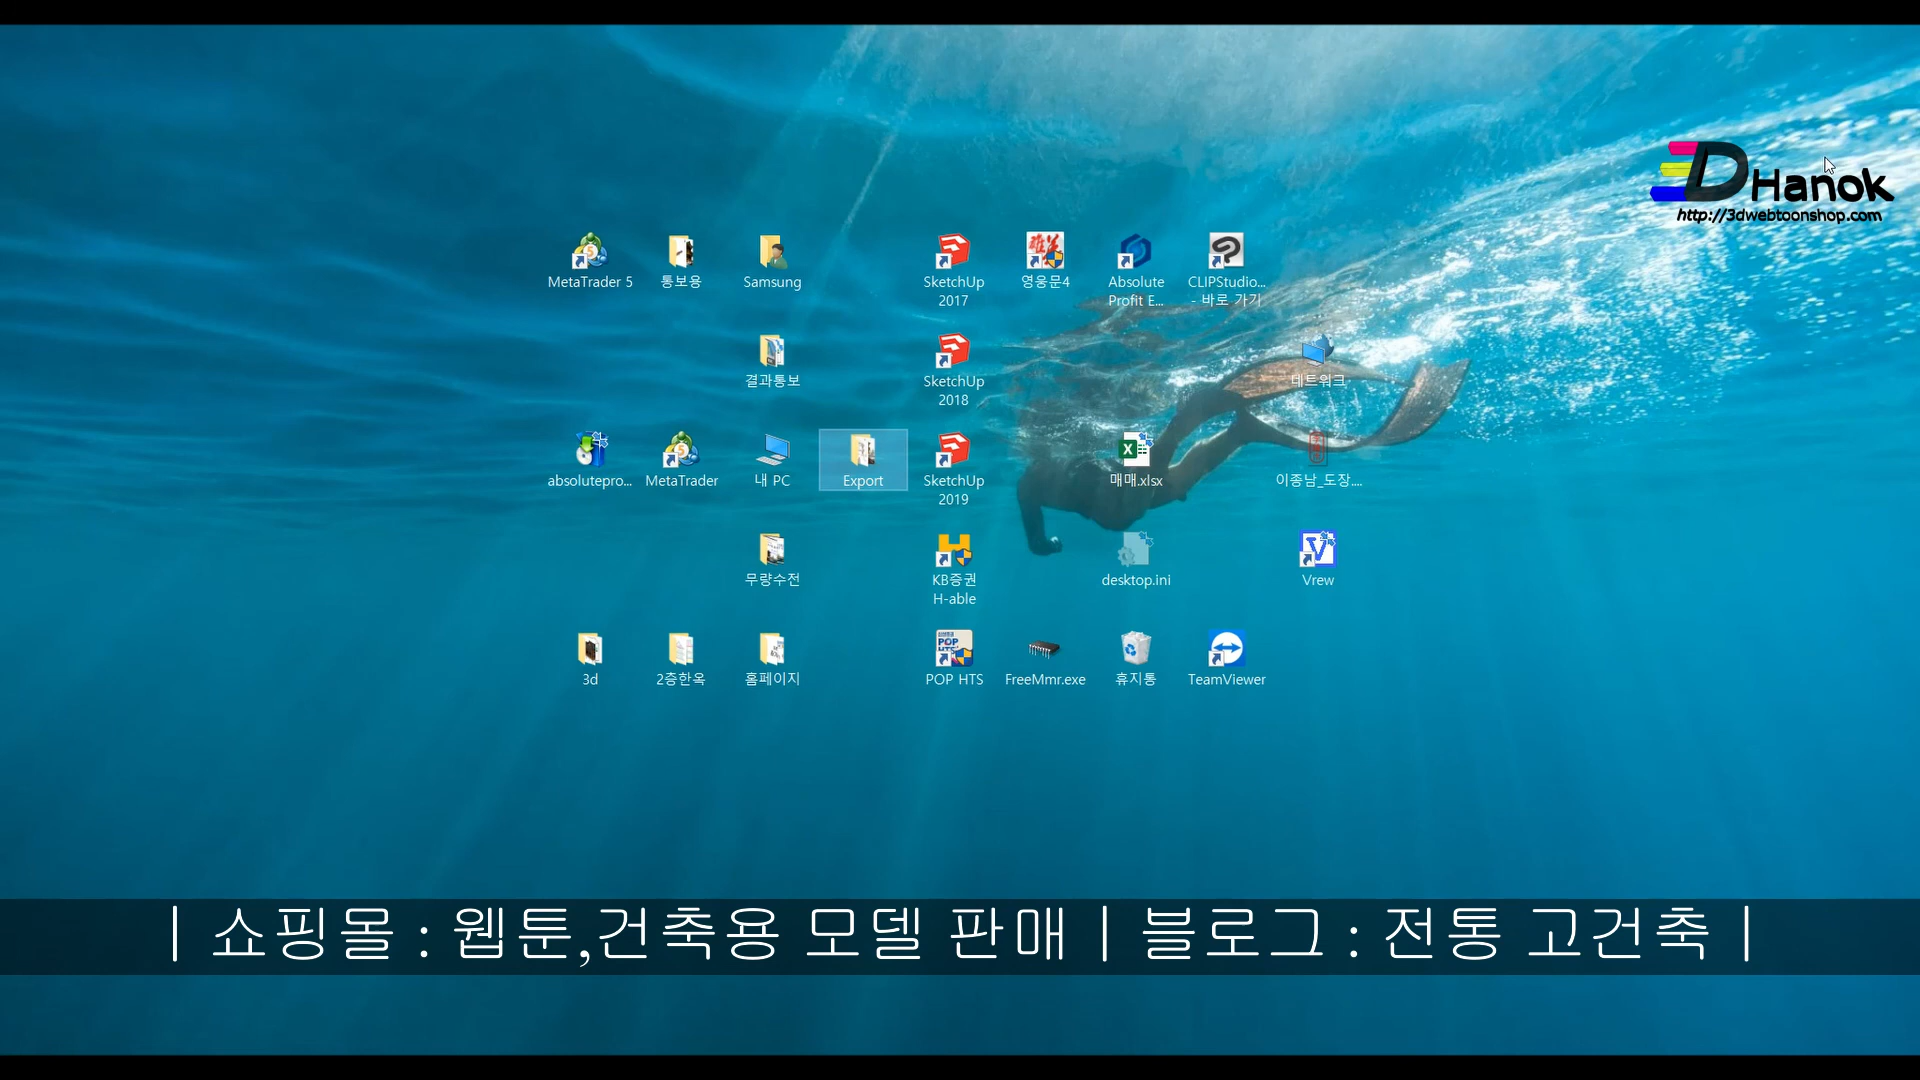 3DHanok
http://3dwebtoonshop.com
MetaTrader 5
통보용
Samsung
SketchUp
2017
영웅문4
Absolute
Profit E...
CLIPStudio...
- 바로 가기
결과통보
SketchUp
2018
네트워크
absolutepro...
MetaTrader
내 PC
Export
SketchUp
2019
매매.xlsx
이종남_도장....
무량수전
KB증권
H-able
desktop.ini
Vrew
3d
2층한옥
홈페이지
POP HTS
FreeMmr.exe
휴지통
TeamViewer
| 쇼핑몰 : 웹툰,건축용 모델 판매 | 블로그 : 전통 고건축 |